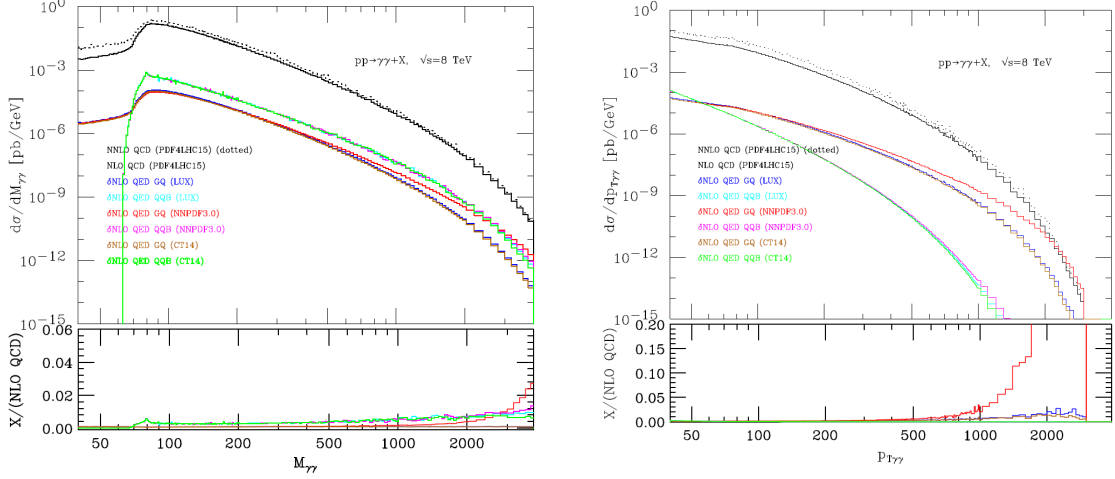 10⁰
10⁻³
10⁻⁶
10⁻⁹
10⁻¹²
10⁻¹⁵
dσ/dM_γγ [pb/GeV]
pp→γγ+X, √s=8 TeV
NNLO QCD (PDF4LHC15) (dotted)
NLO QCD (PDF4LHC15)
δNLO QED GQ (LUX)
δNLO QED QQB (LUX)
δNLO QED GQ (NNPDF3.0)
δNLO QED QQB (NNPDF3.0)
δNLO QED GQ (CT14)
δNLO QED QQB (CT14)
0.06
0.04
0.02
0.00
X/(NLO QCD)
50 100 200 500 1000 2000
M_γγ
10⁰
10⁻³
10⁻⁶
10⁻⁹
10⁻¹²
10⁻¹⁵
dσ/dp_Tγγ [pb/GeV]
pp→γγ+X, √s=8 TeV
NNLO QCD (PDF4LHC15) (dotted)
NLO QCD (PDF4LHC15)
δNLO QED GQ (LUX)
δNLO QED QQB (LUX)
δNLO QED GQ (NNPDF3.0)
δNLO QED QQB (NNPDF3.0)
δNLO QED GQ (CT14)
δNLO QED QQB (CT14)
0.20
0.15
0.10
0.05
0.00
X/(NLO QCD)
50 100 200 500 1000 2000
p_Tγγ